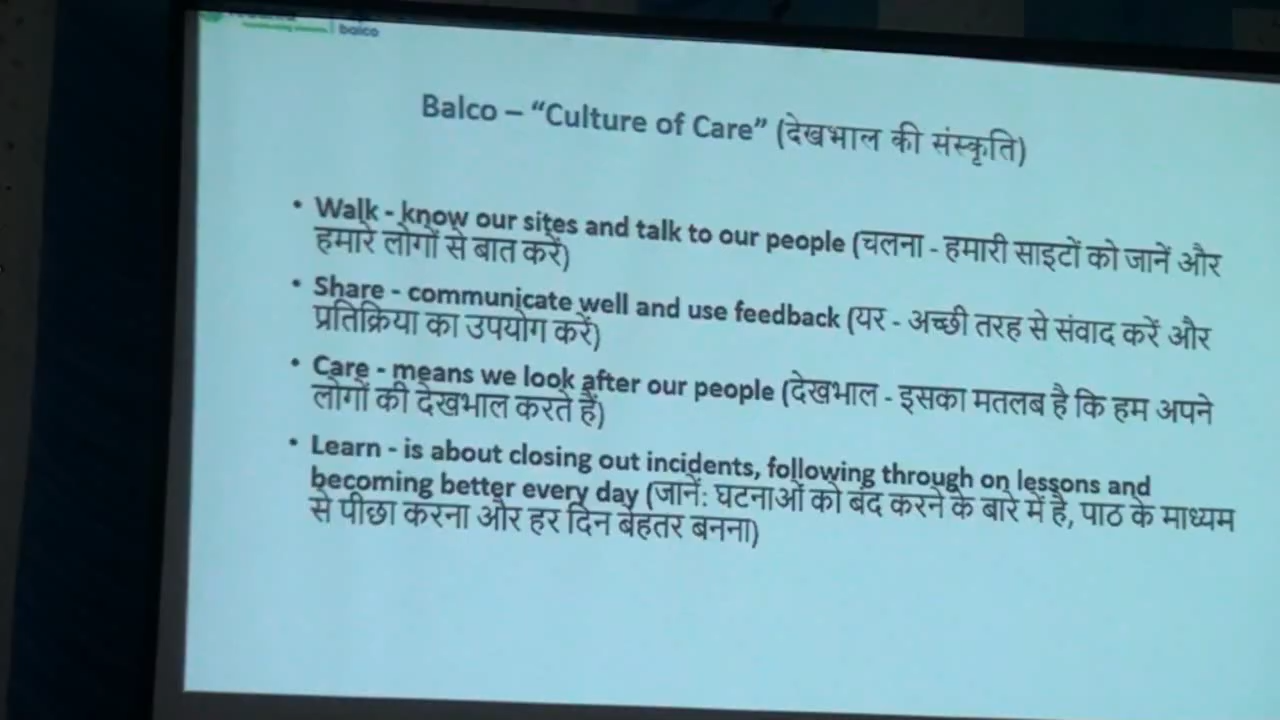 balco
Balco – “Culture of Care” (देखभाल की संस्कृति)
• Walk - know our sites and talk to our people (चलना - हमारी साइटों को जानें और
हमारे लोगों से बात करें)
• Share - communicate well and use feedback (यर - अच्छी तरह से संवाद करें और
प्रतिक्रिया का उपयोग करें)
• Care - means we look after our people (देखभाल - इसका मतलब है कि हम अपने
लोगों की देखभाल करते हैं)
• Learn - is about closing out incidents, following through on lessons and
becoming better every day (जानें: घटनाओं को बंद करने के बारे में है, पाठ के माध्यम
से पीछा करना और हर दिन बेहतर बनना)